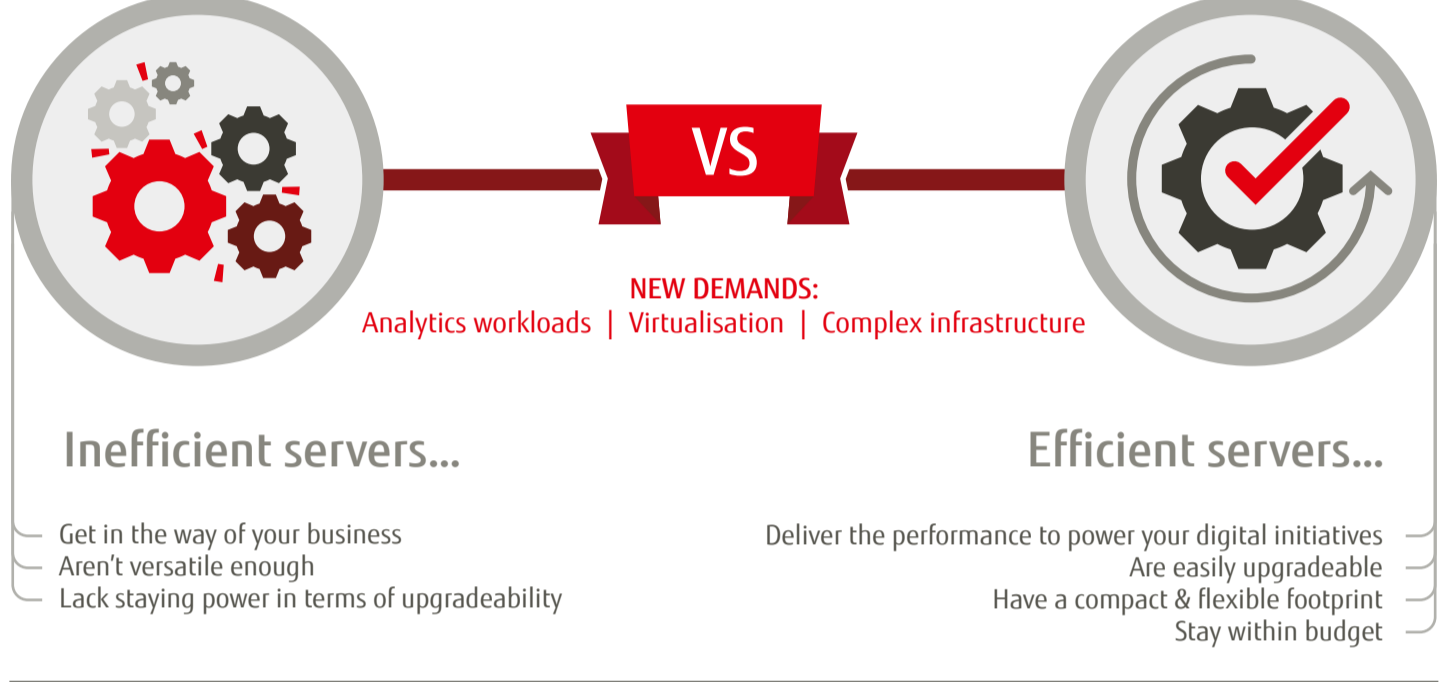 VS
NEW DEMANDS:
Analytics workloads | Virtualisation | Complex infrastructure
Inefficient servers...
Get in the way of your business
Aren't versatile enough
Lack staying power in terms of upgradeability
Efficient servers...
Deliver the performance to power your digital initiatives
Are easily upgradeable
Have a compact & flexible footprint
Stay within budget